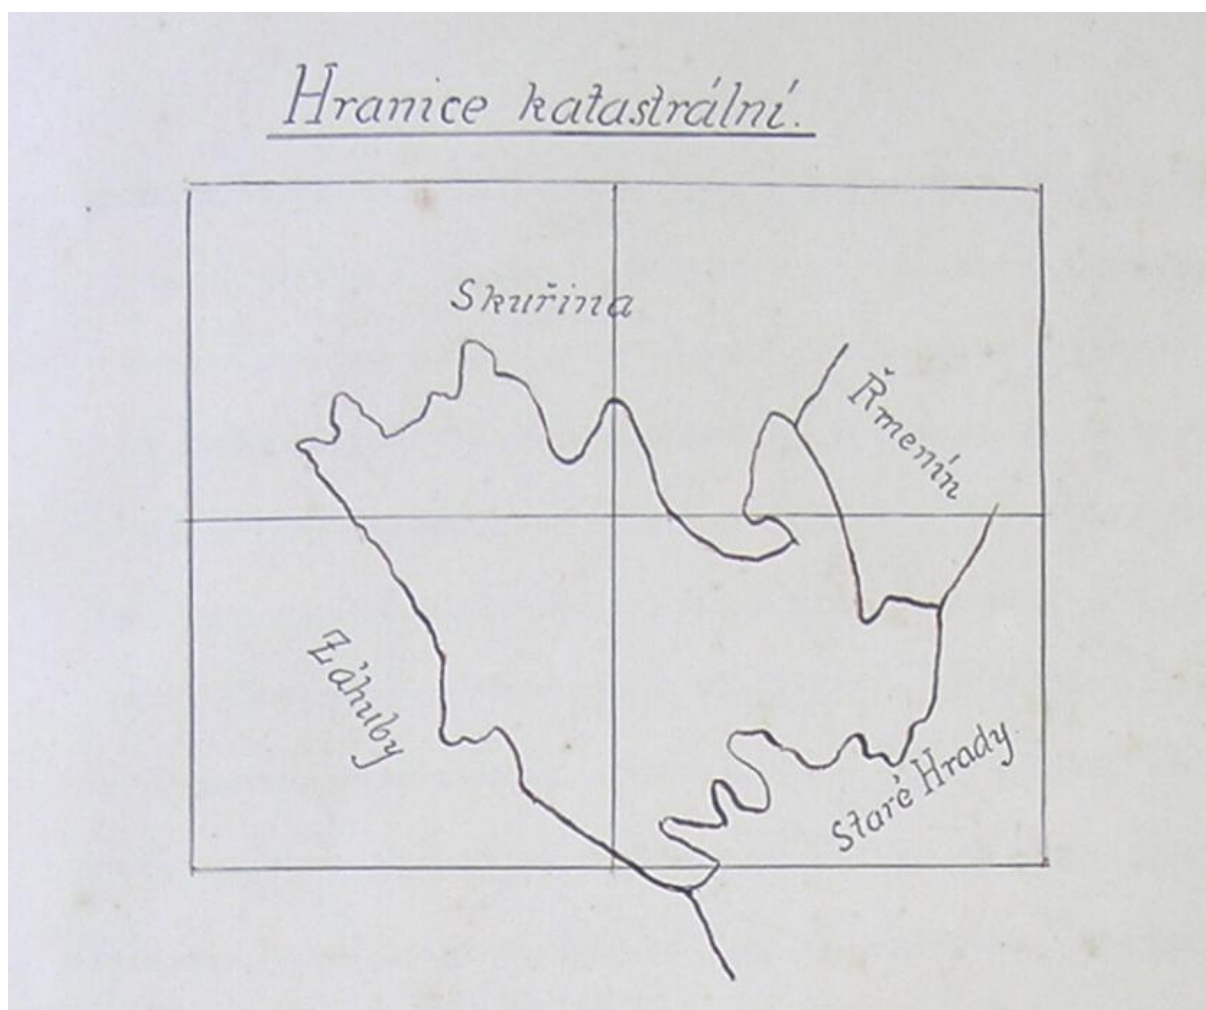 Hranice katastrální.
Skuřina
Řmenín
Záhuby
Staré Hrady.